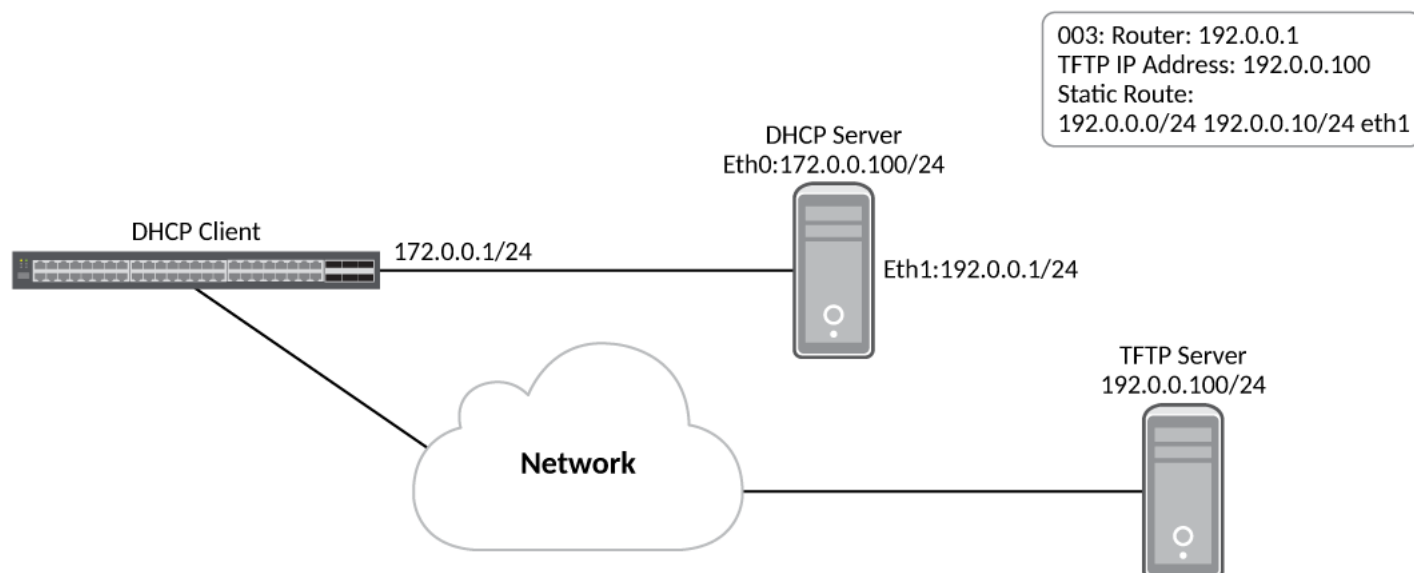 003: Router: 192.0.0.1
TFTP IP Address: 192.0.0.100
Static Route:
192.0.0.0/24 192.0.0.10/24 eth1
DHCP Server
Eth0:172.0.0.100/24
DHCP Client
172.0.0.1/24
Eth1:192.0.0.1/24
TFTP Server
192.0.0.100/24
Network